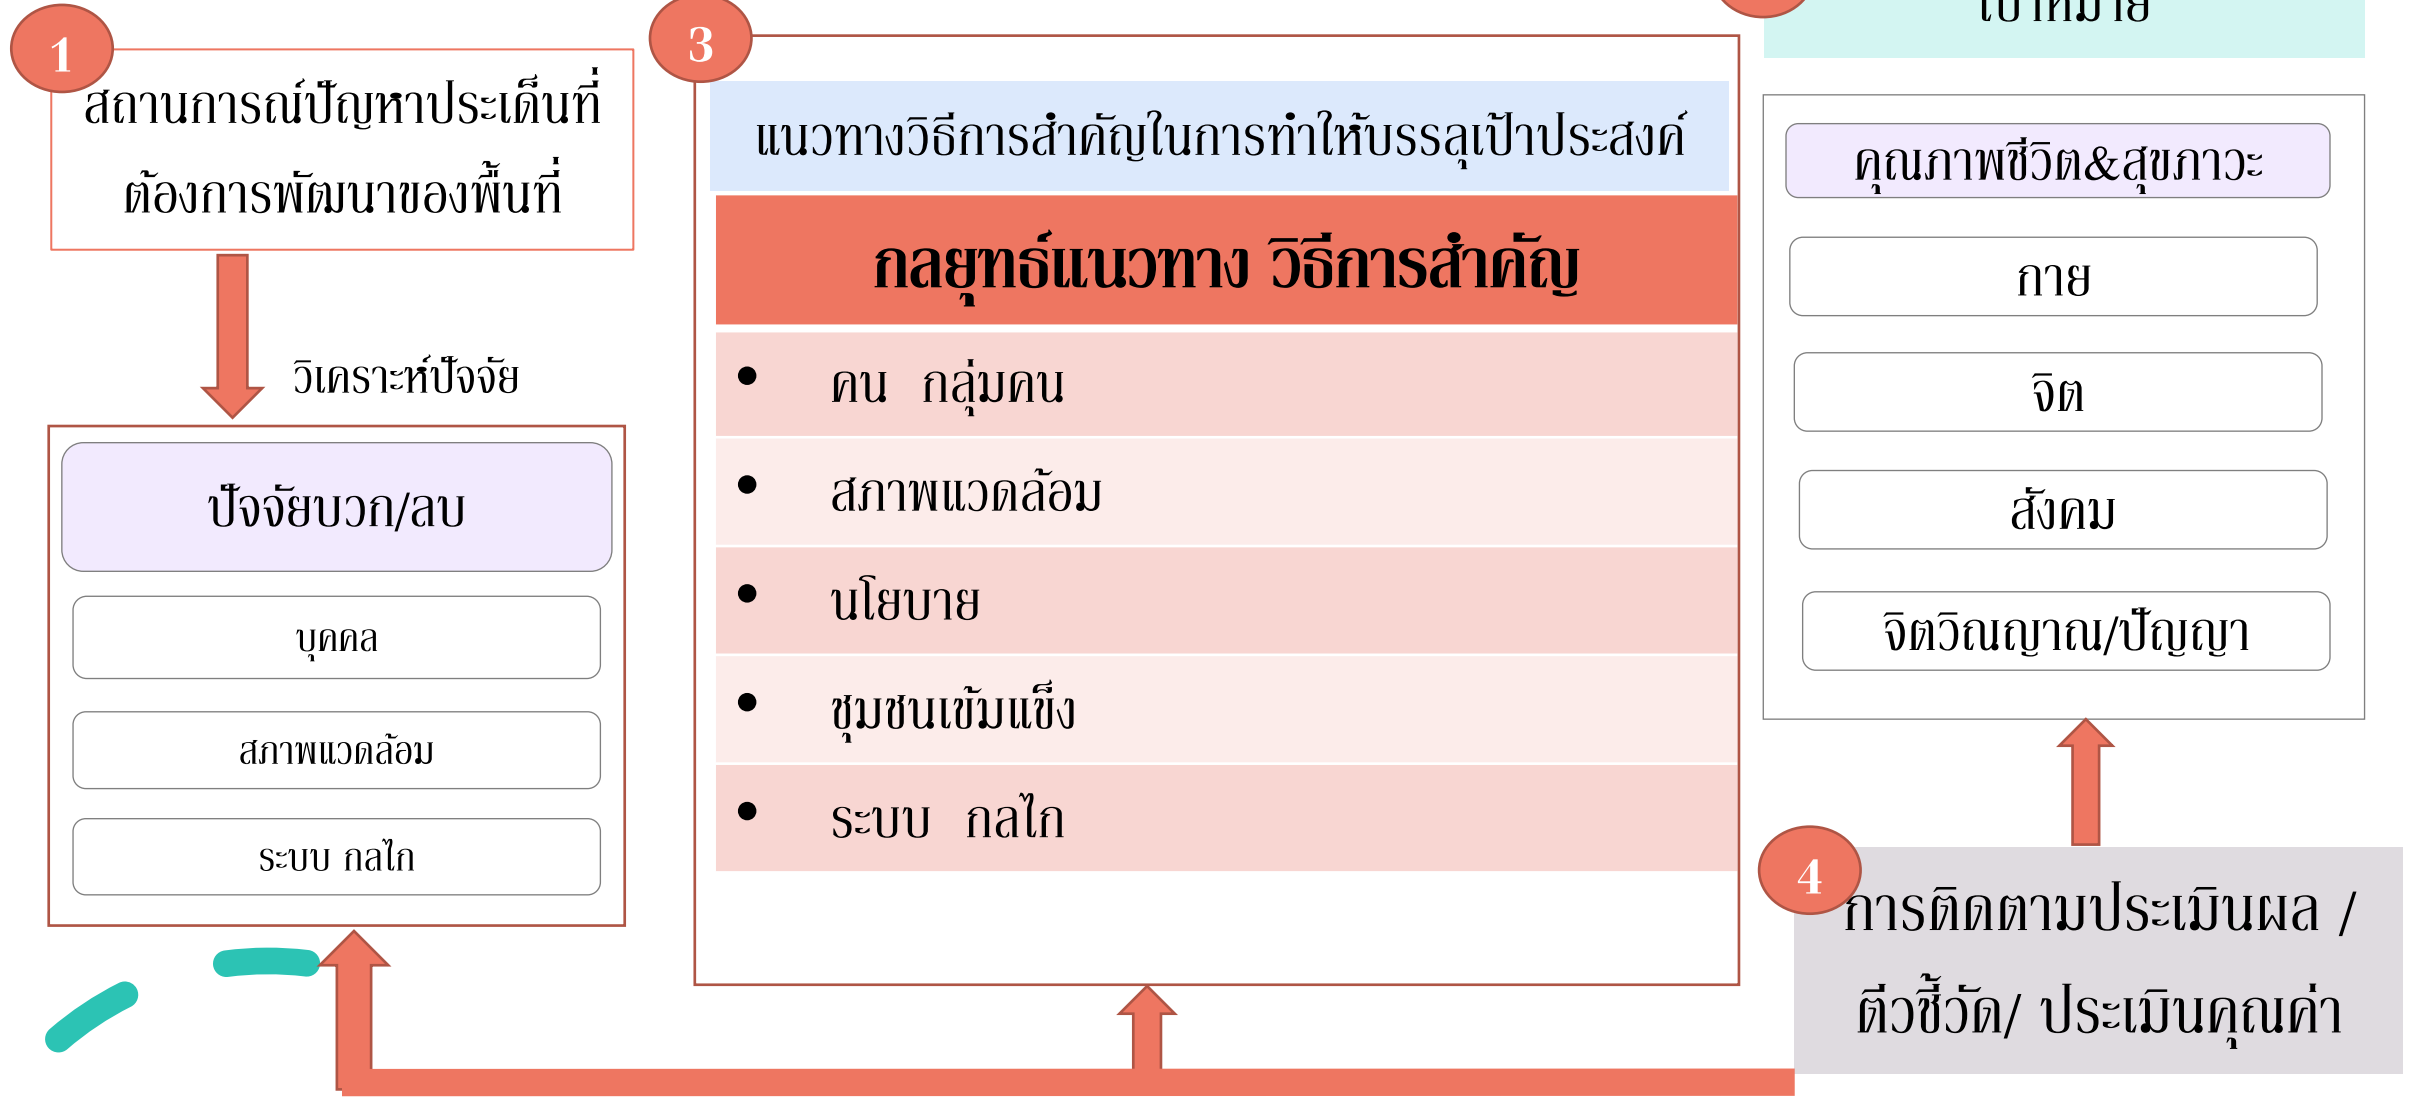 1
สถานการณ์ปัญหาประเด็นที่
ต้องการพัฒนาของพื้นที่
วิเคราะห์ปัจจัย
ปัจจัยบวก/ลบ
บุคคล
สภาพแวดล้อม
ระบบ กลไก
3
แนวทางวิธีการสำคัญในการทำให้บรรลุเป้าประสงค์
กลยุทธ์แนวทาง วิธีการสำคัญ
• คน กลุ่มคน
• สภาพแวดล้อม
• นโยบาย
• ชุมชนเข้มแข็ง
• ระบบ กลไก
คุณภาพชีวิต&สุขภาวะ
กาย
จิต
สังคม
จิตวิณญาณ/ปัญญา
4
การติดตามประเมินผล /
ตีวชี้วัด/ ประเมินคุณค่า